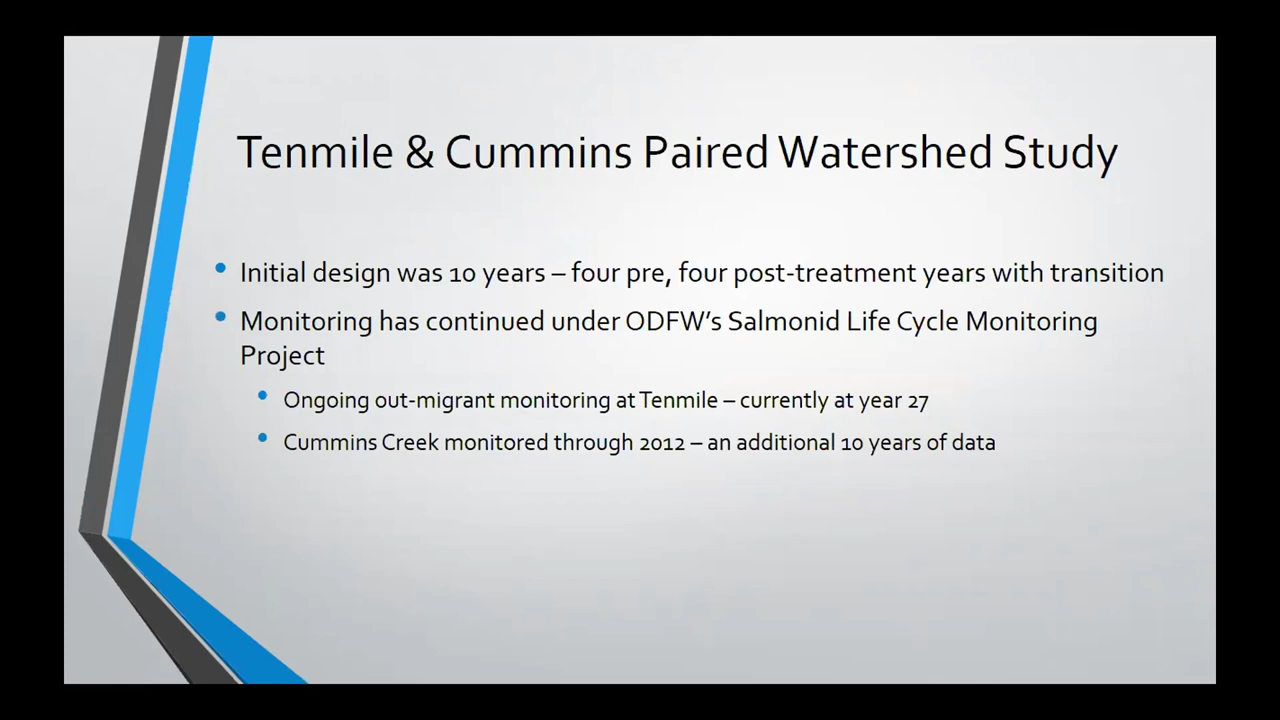 Tenmile & Cummins Paired Watershed Study
• Initial design was 10 years – four pre, four post-treatment years with transition
• Monitoring has continued under ODFW’s Salmonid Life Cycle Monitoring
Project
• Ongoing out-migrant monitoring at Tenmile – currently at year 27
• Cummins Creek monitored through 2012 – an additional 10 years of data